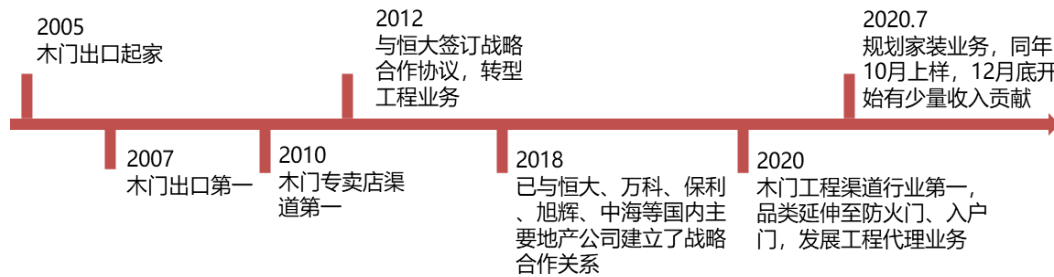 2005
木门出口起家
2007
木门出口第一
2010
木门专卖店渠
道第一
2012
与恒大签订战略
合作协议，转型
工程业务
2018
已与恒大、万科、保利
、旭辉、中海等国内主
要地产公司建立了战略
合作关系
2020
木门工程渠道行业第一，
品类延伸至防火门、入户
门，发展工程代理业务
2020.7
规划家装业务，同年
10月上样，12月底开
始有少量收入贡献